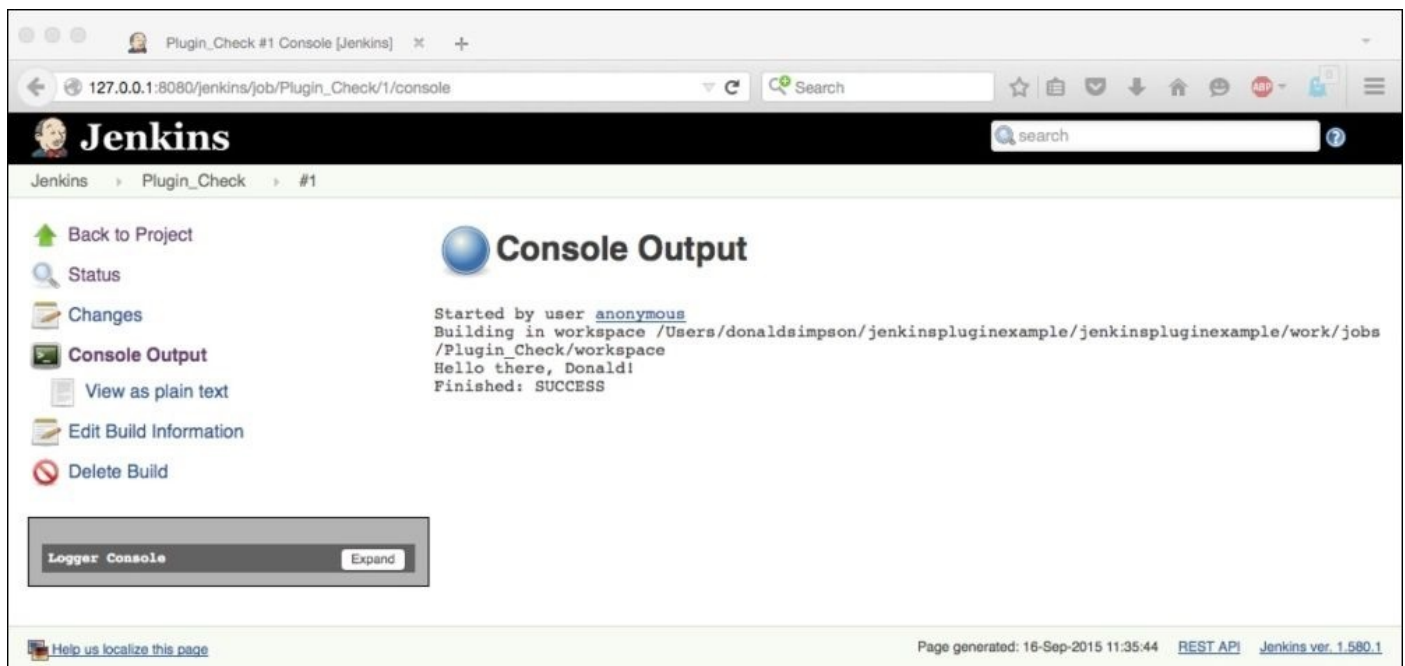 Plugin_Check #1 Console [Jenkins]
127.0.0.1:8080/jenkins/job/Plugin_Check/1/console
Search
ABP
0
Jenkins
search
Jenkins
Plugin_Check
#1
Back to Project
Status
Changes
Console Output
View as plain text
Edit Build Information
Delete Build
Logger Console
Expand
Console Output
Started by user anonymous
Building in workspace /Users/donaldsimpson/jenkinspluginexample/jenkinspluginexample/work/jobs
/Plugin_Check/workspace
Hello there, Donald!
Finished: SUCCESS
Help us localize this page
Page generated: 16-Sep-2015 11:35:44
REST API
Jenkins ver. 1.580.1